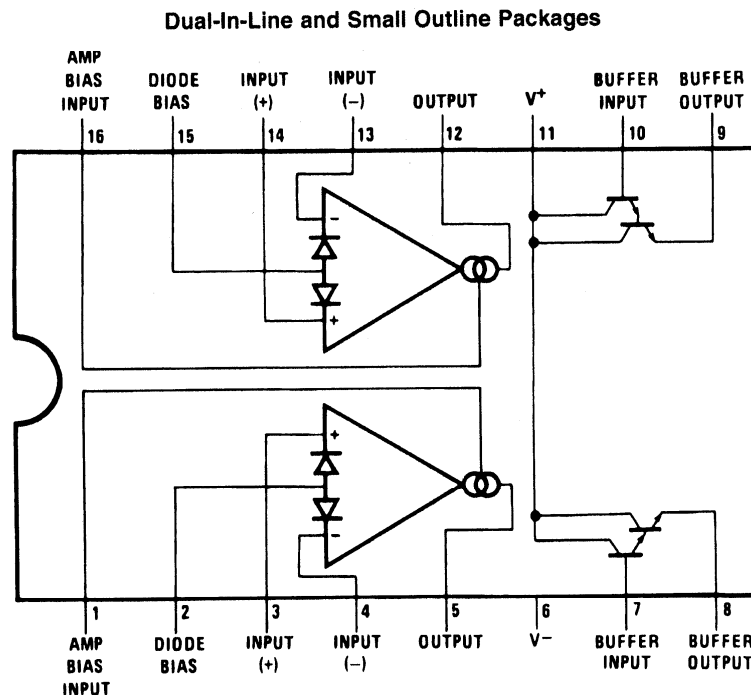 Dual-In-Line and Small Outline Packages
AMP
BIAS
INPUT
DIODE
BIAS
INPUT
(+)
INPUT
(−)
OUTPUT
V+
BUFFER
INPUT
BUFFER
OUTPUT
16
15
14
13
12
11
10
9
−
+
+
−
1
2
3
4
5
6
7
8
AMP
BIAS
INPUT
DIODE
BIAS
INPUT
(+)
INPUT
(−)
OUTPUT
V−
BUFFER
INPUT
BUFFER
OUTPUT